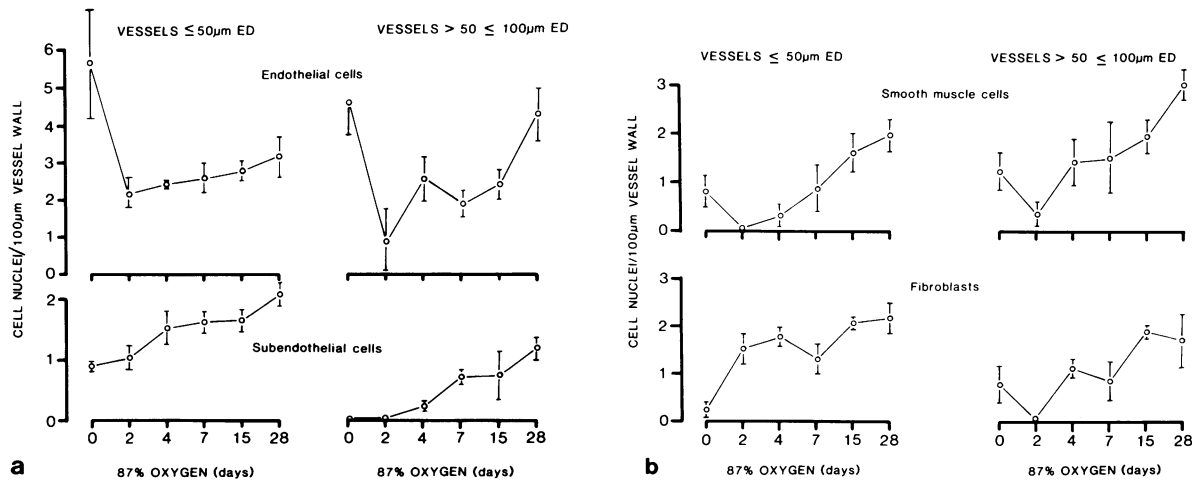 VESSELS ≤ 50µm ED
VESSELS > 50 ≤ 100µm ED
Endothelial cells
6
5
4
3
2
1
0
CELL NUCLEI/100µm VESSEL WALL
2
1
0
Subendothelial cells
0 2 4 7 15 28
0 2 4 7 15 28
87% OXYGEN (days)
87% OXYGEN (days)
a
VESSELS ≤ 50µm ED
VESSELS > 50 ≤ 100µm ED
Smooth muscle cells
3
2
1
0
CELL NUCLEI/100µm VESSEL WALL
Fibroblasts
3
2
1
0
0 2 4 7 15 28
0 2 4 7 15 28
87% OXYGEN (days)
87% OXYGEN (days)
b